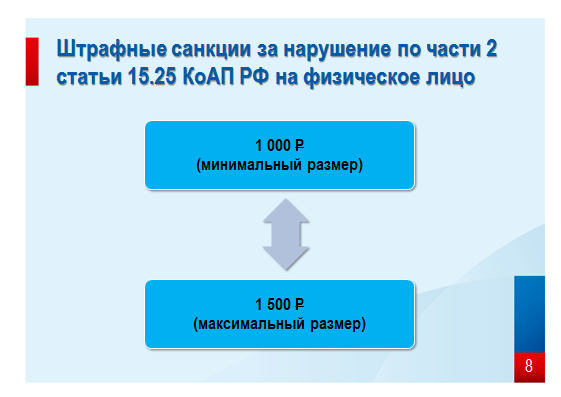 Штрафные санкции за нарушение по части 2
статьи 15.25 КоАП РФ на физическое лицо
1 000 ₽
(минимальный размер)
1 500 ₽
(максимальный размер)
8